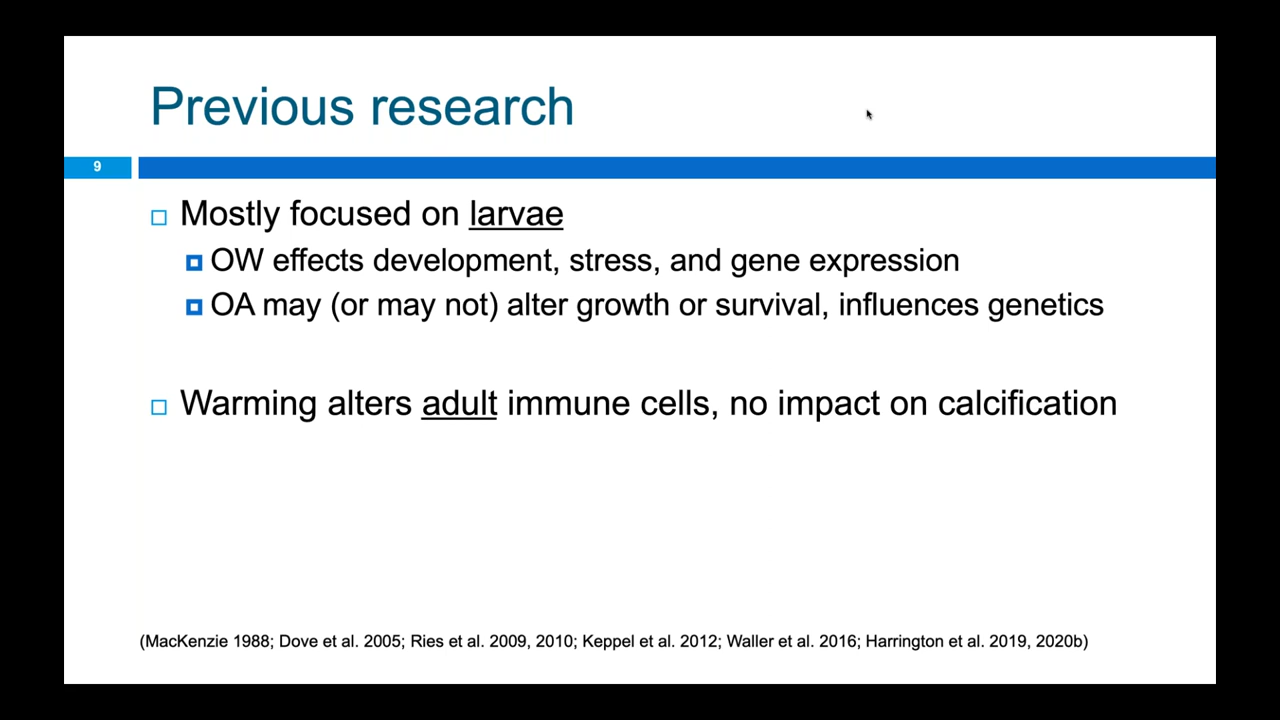 Previous research
9
Mostly focused on larvae
OW effects development, stress, and gene expression
OA may (or may not) alter growth or survival, influences genetics
Warming alters adult immune cells, no impact on calcification
(MacKenzie 1988; Dove et al. 2005; Ries et al. 2009, 2010; Keppel et al. 2012; Waller et al. 2016; Harrington et al. 2019, 2020b)